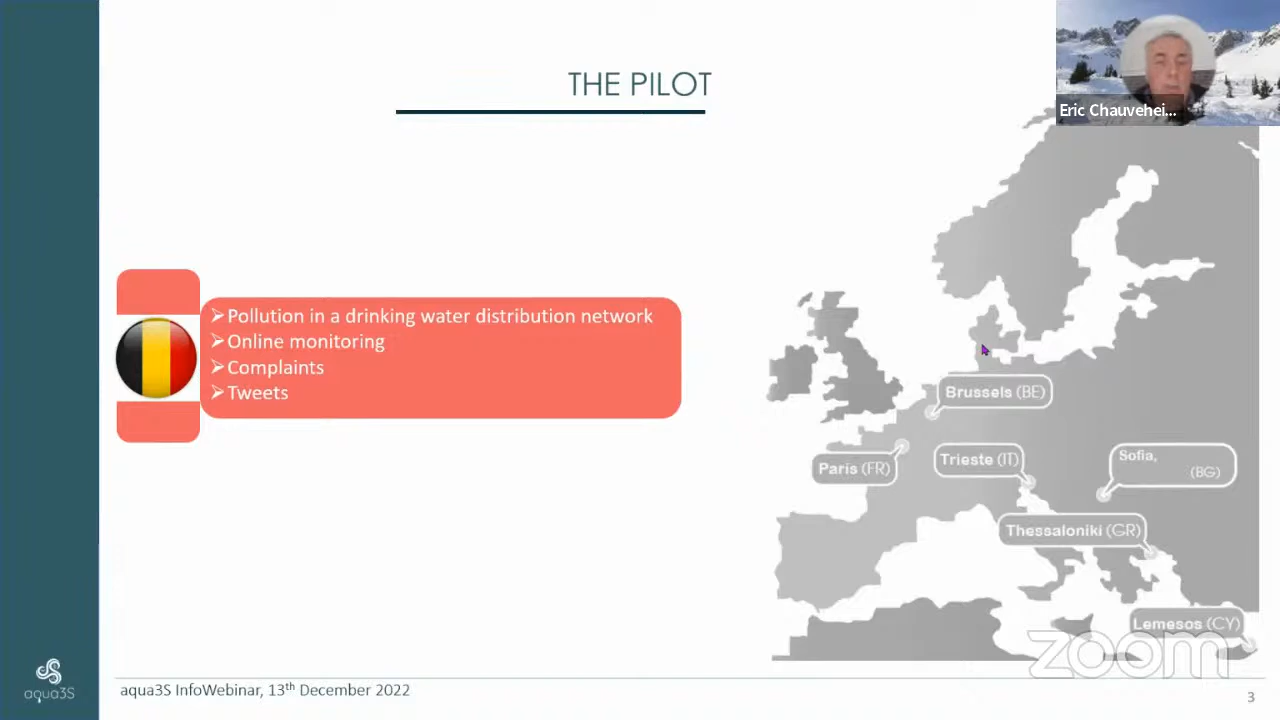 THE PILOT
Eric Chauvehei...
➢Pollution in a drinking water distribution network
➢Online monitoring
➢Complaints
➢Tweets
Brussels (BE)
Paris (FR)
Trieste (IT)
Sofia,
(BG)
Thessaloniki (GR)
Lemesos (CY)
zoom
aqua3S
aqua3S InfoWebinar, 13th December 2022
3